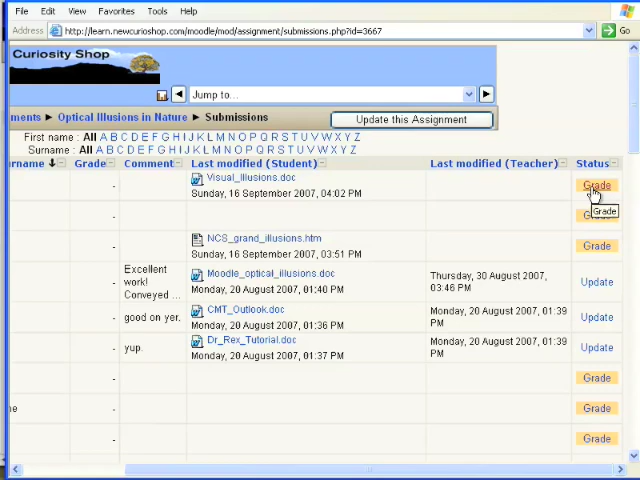 File Edit View Favorites Tools Help
Address http://learn.newcurioshop.com/moodle/mod/assignment/submissions.php?id=3667 Go
Curiosity Shop
Jump to...
ments ► Optical Illusions in Nature ► Submissions Update this Assignment
First name : All A B C D E F G H I J K L M N O P Q R S T U V W X Y Z
Surname : All A B C D E F G H I J K L M N O P Q R S T U V W X Y Z
rname Grade Comment Last modified (Student) Last modified (Teacher) Status
- Visual_Illusions.doc Grade
Sunday, 16 September 2007, 04:02 PM
Grade
- Grade
- NCS_grand_illusions.htm Grade
Sunday, 16 September 2007, 03:51 PM
- Excellent work! Conveyed ... Moodle_optical_illusions.doc Thursday, 30 August 2007, 03:46 PM Update
Monday, 20 August 2007, 01:40 PM
- good on yer. CMT_Outlook.doc Monday, 20 August 2007, 01:39 PM Update
Monday, 20 August 2007, 01:36 PM
- yup. Dr_Rex_Tutorial.doc Monday, 20 August 2007, 01:39 PM Update
Monday, 20 August 2007, 01:37 PM
- Grade
ne - Grade
- Grade